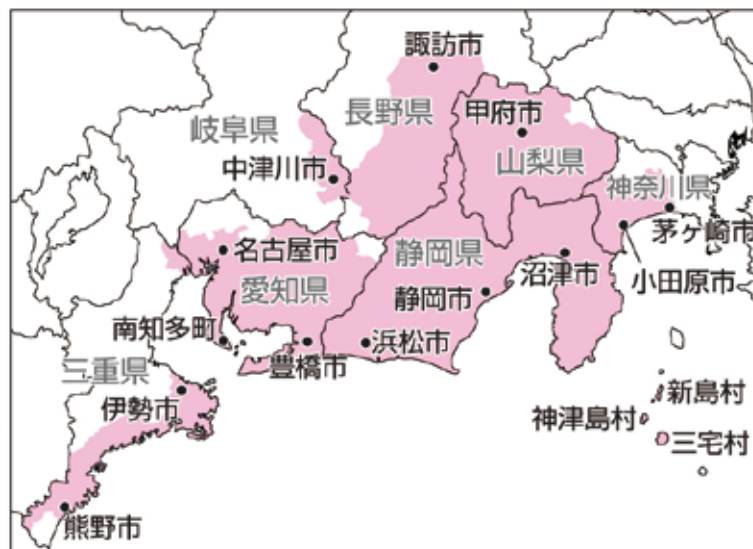 諏訪市
長野県
甲府市
岐阜県
中津川市
山梨県
神奈川県
茅ヶ崎市
名古屋市
静岡県
沼津市
小田原市
愛知県
静岡市
南知多町
豊橋市
浜松市
三重県
伊勢市
新島村
神津島村
三宅村
熊野市